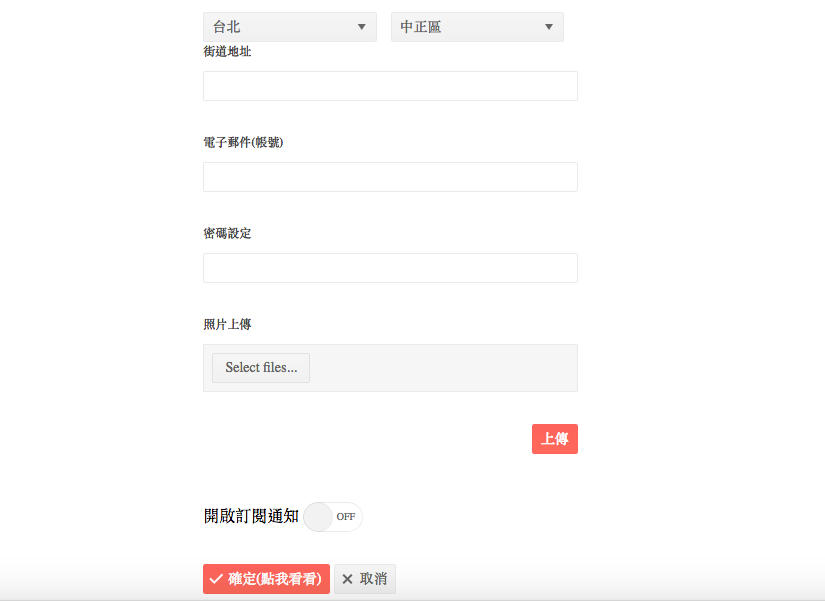 台北 中正區
街道地址
電子郵件(帳號)
密碼設定
照片上傳
Select files...
上傳
開啟訂閱通知 OFF
確定(點我看看) 取消